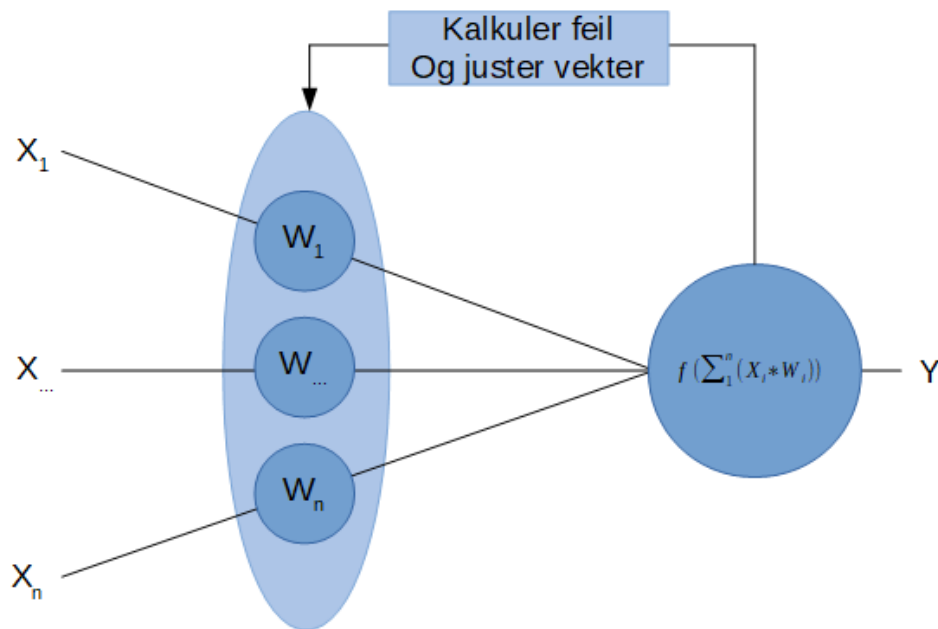 Kalkuler feil
Og juster vekter
X₁
W₁
X... W... f(∑₁ⁿ(Xᵢ*Wᵢ)) Y
Wₙ
Xₙ